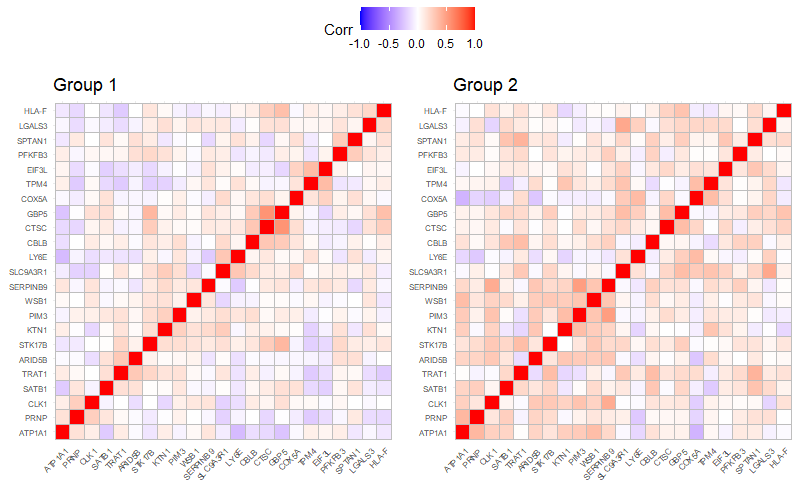 Corr
-1.0 -0.5 0.0 0.5 1.0
Group 1
HLA-F
LGALS3
SPTAN1
PFKFB3
EIF3L
TPM4
COX5A
GBP5
CTSC
CBLB
LY6E
SLC9A3R1
SERPINB9
WSB1
PIM3
KTN1
STK17B
ARID5B
TRAT1
SATB1
CLK1
PRNP
ATP1A1
ATP1A1 PRNP CLK1 SATB1 TRAT1 ARID5B STK17B KTN1 PIM3 WSB1 SERPINB9 SLC9A3R1 LY6E CBLB CTSC GBP5 COX5A TPM4 EIF3L PFKFB3 SPTAN1 LGALS3 HLA-F
Group 2
HLA-F
LGALS3
SPTAN1
PFKFB3
EIF3L
TPM4
COX5A
GBP5
CTSC
CBLB
LY6E
SLC9A3R1
SERPINB9
WSB1
PIM3
KTN1
STK17B
ARID5B
TRAT1
SATB1
CLK1
PRNP
ATP1A1
ATP1A1 PRNP CLK1 SATB1 TRAT1 ARID5B STK17B KTN1 PIM3 WSB1 SERPINB9 SLC9A3R1 LY6E CBLB CTSC GBP5 COX5A TPM4 EIF3L PFKFB3 SPTAN1 LGALS3 HLA-F